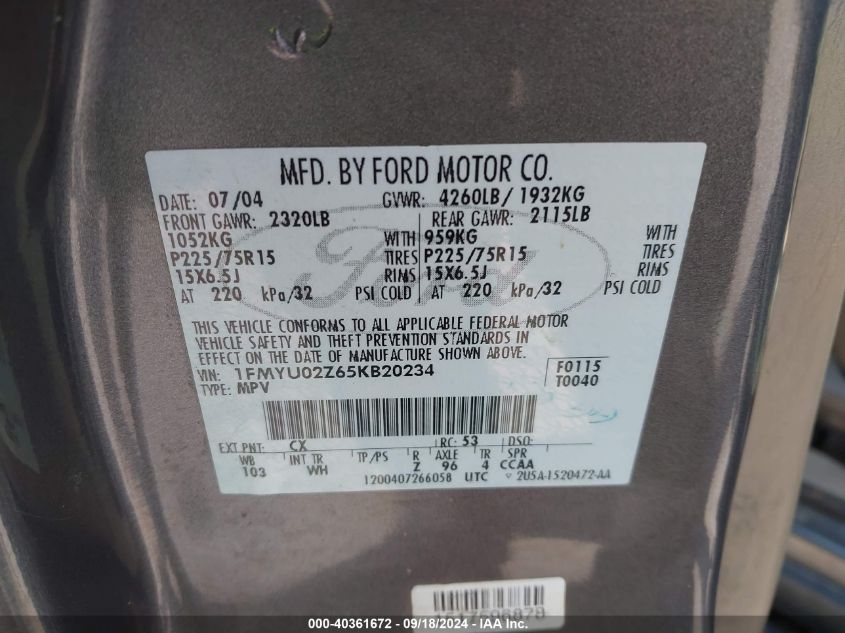 MFD. BY FORD MOTOR CO.
DATE: 07/04 GVWR: 4260LB/ 1932KG
FRONT GAWR: 2320LB REAR GAWR: 2115LB
1052KG WITH 959KG WITH
P225/75R15 TIRES P225/75R15 TIRES
15X6.5J RIMS 15X6.5J RIMS
AT 220 kPa/32 PSI COLD AT 220 kPa/32 PSI COLD
Ford
THIS VEHICLE CONFORMS TO ALL APPLICABLE FEDERAL MOTOR
VEHICLE SAFETY AND THEFT PREVENTION STANDARDS IN
EFFECT ON THE DATE OF MANUFACTURE SHOWN ABOVE.
VIN: 1FMYU02Z65KB20234 F0115
TYPE: MPV T0040
EXT PNT: CX RC: 53 DSO:
WB INT TR TP/PS R AXLE TR SPR
103 WH Z 96 4 CCAA
1200407266058 UTC 2U5A-1520472-AA
000-40361672 - 09/18/2024 - IAA Inc.